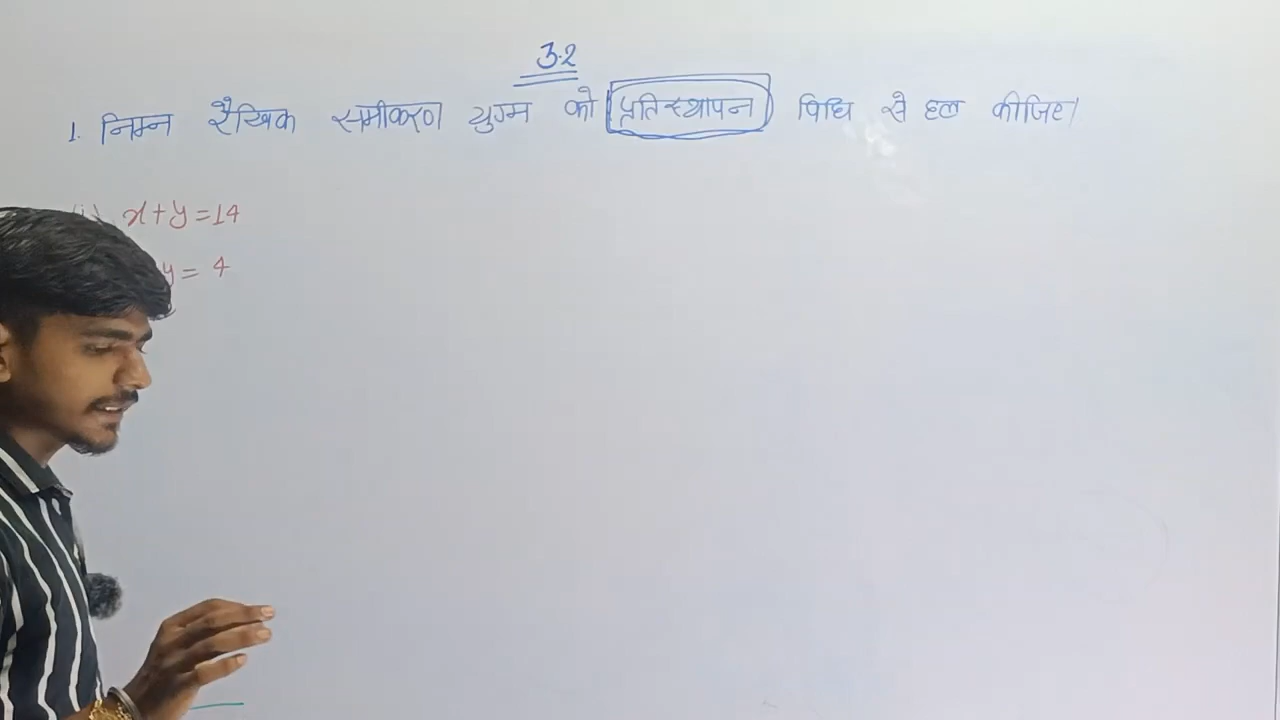 3.2
1. निम्न रैखिक समीकरण युग्म को प्रतिस्थापन विधि से हल कीजिए।
(i) x+y=14
y= 4